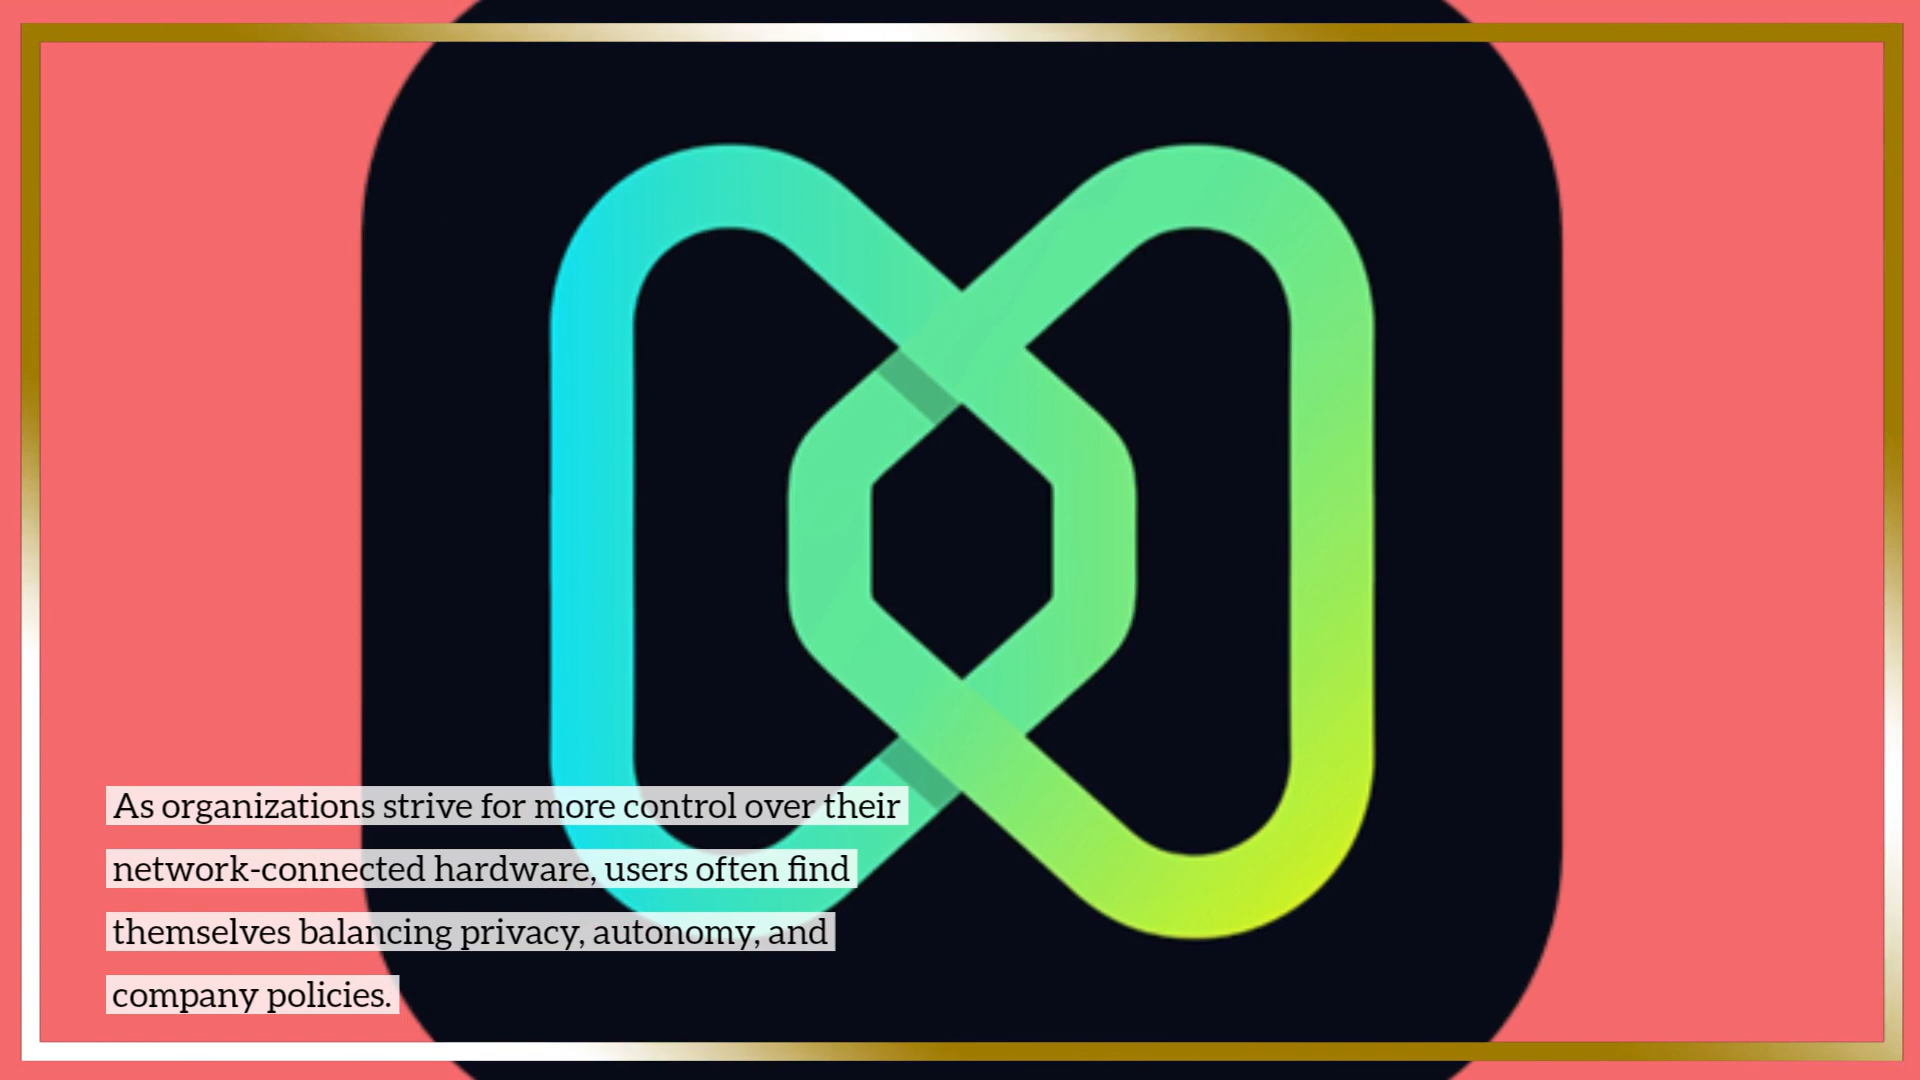 As organizations strive for more control over their
network-connected hardware, users often find
themselves balancing privacy, autonomy, and
company policies.